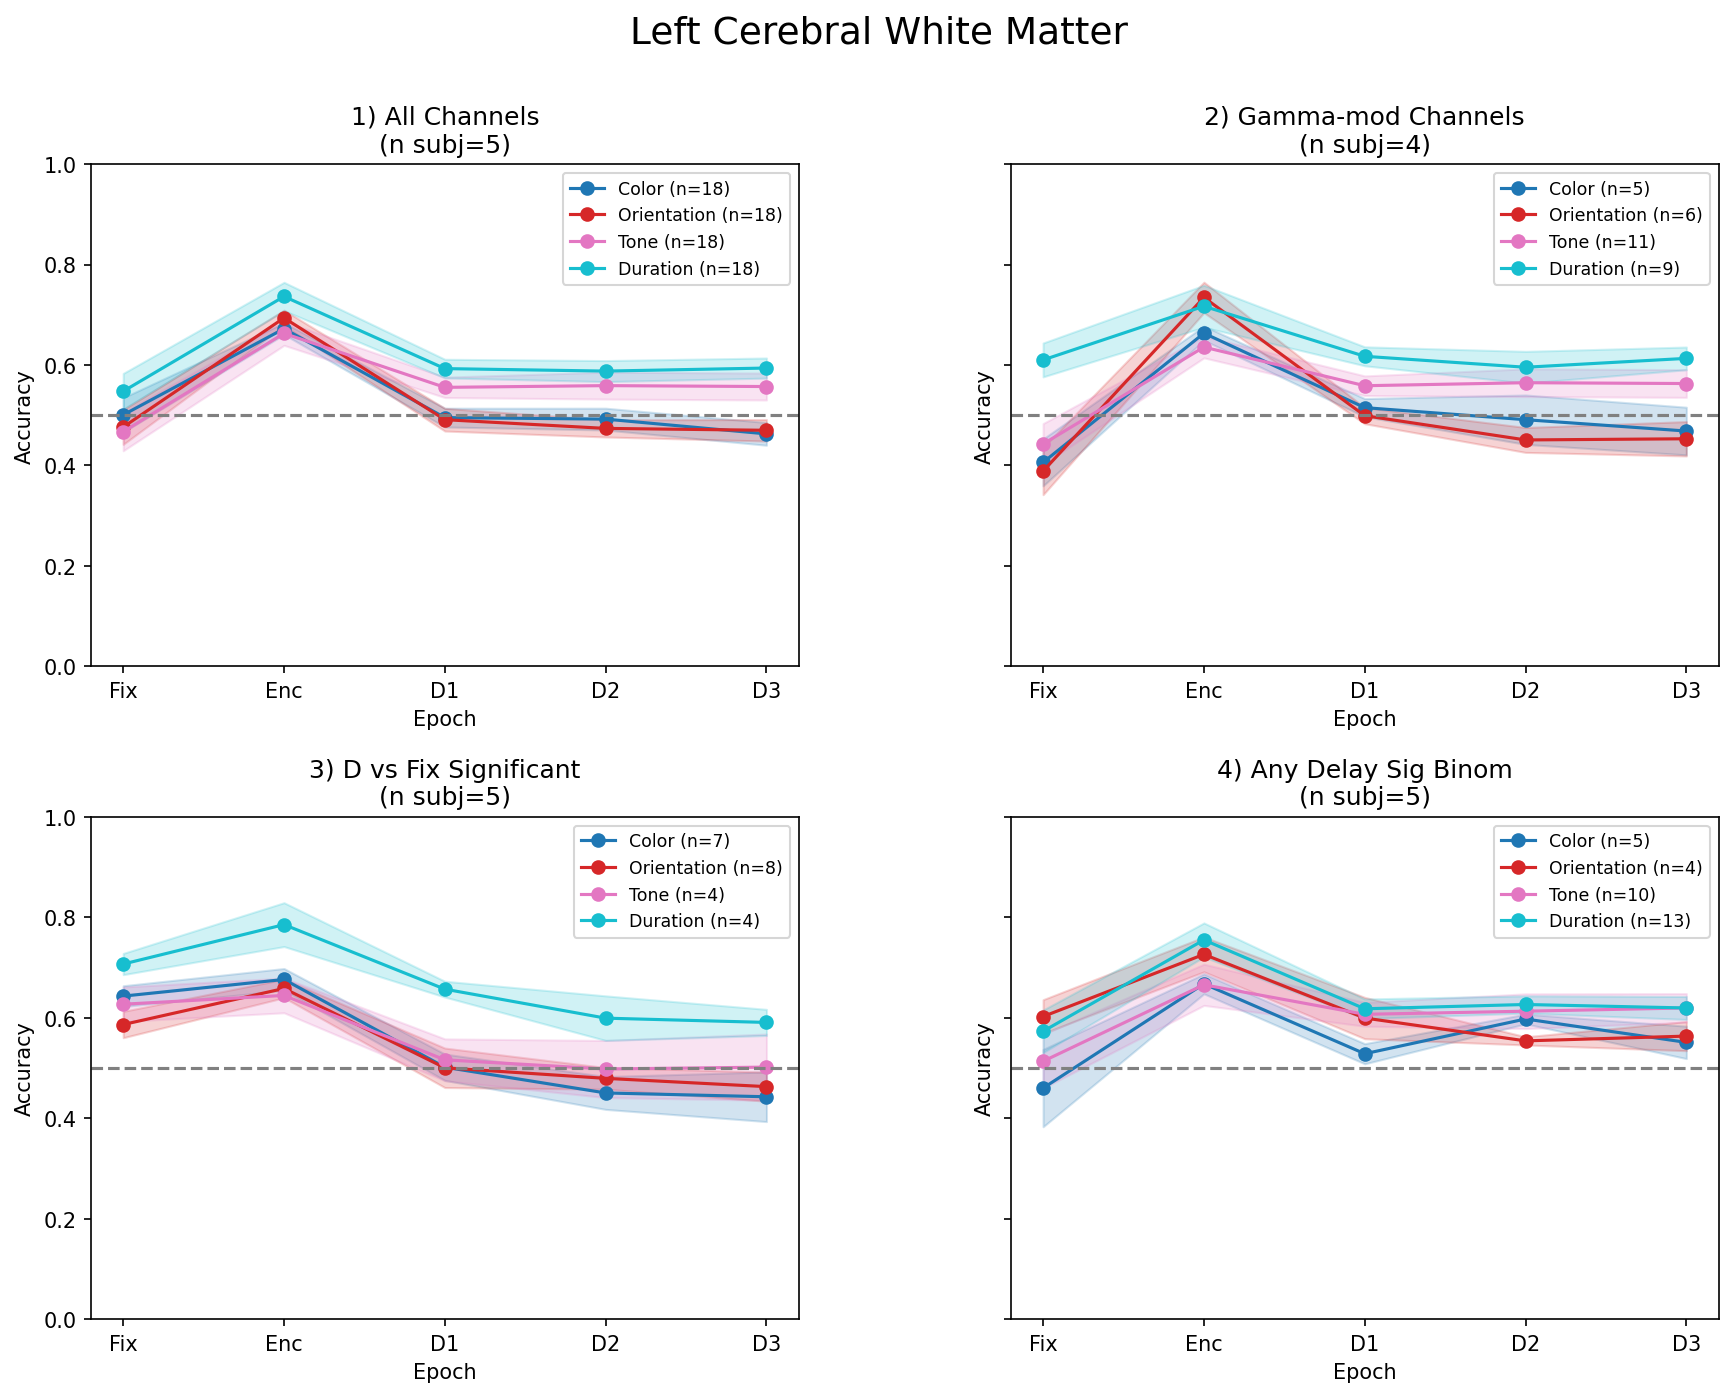 Left Cerebral White Matter
1) All Channels
(n subj=5)
1.0
0.8
0.6
0.4
0.2
0.0
Accuracy
Color (n=18)
Orientation (n=18)
Tone (n=18)
Duration (n=18)
Fix Enc D1 D2 D3
Epoch
2) Gamma-mod Channels
(n subj=4)
Accuracy
Color (n=5)
Orientation (n=6)
Tone (n=11)
Duration (n=9)
Fix Enc D1 D2 D3
Epoch
3) D vs Fix Significant
(n subj=5)
1.0
0.8
0.6
0.4
0.2
0.0
Accuracy
Color (n=7)
Orientation (n=8)
Tone (n=4)
Duration (n=4)
Fix Enc D1 D2 D3
Epoch
4) Any Delay Sig Binom
(n subj=5)
Accuracy
Color (n=5)
Orientation (n=4)
Tone (n=10)
Duration (n=13)
Fix Enc D1 D2 D3
Epoch